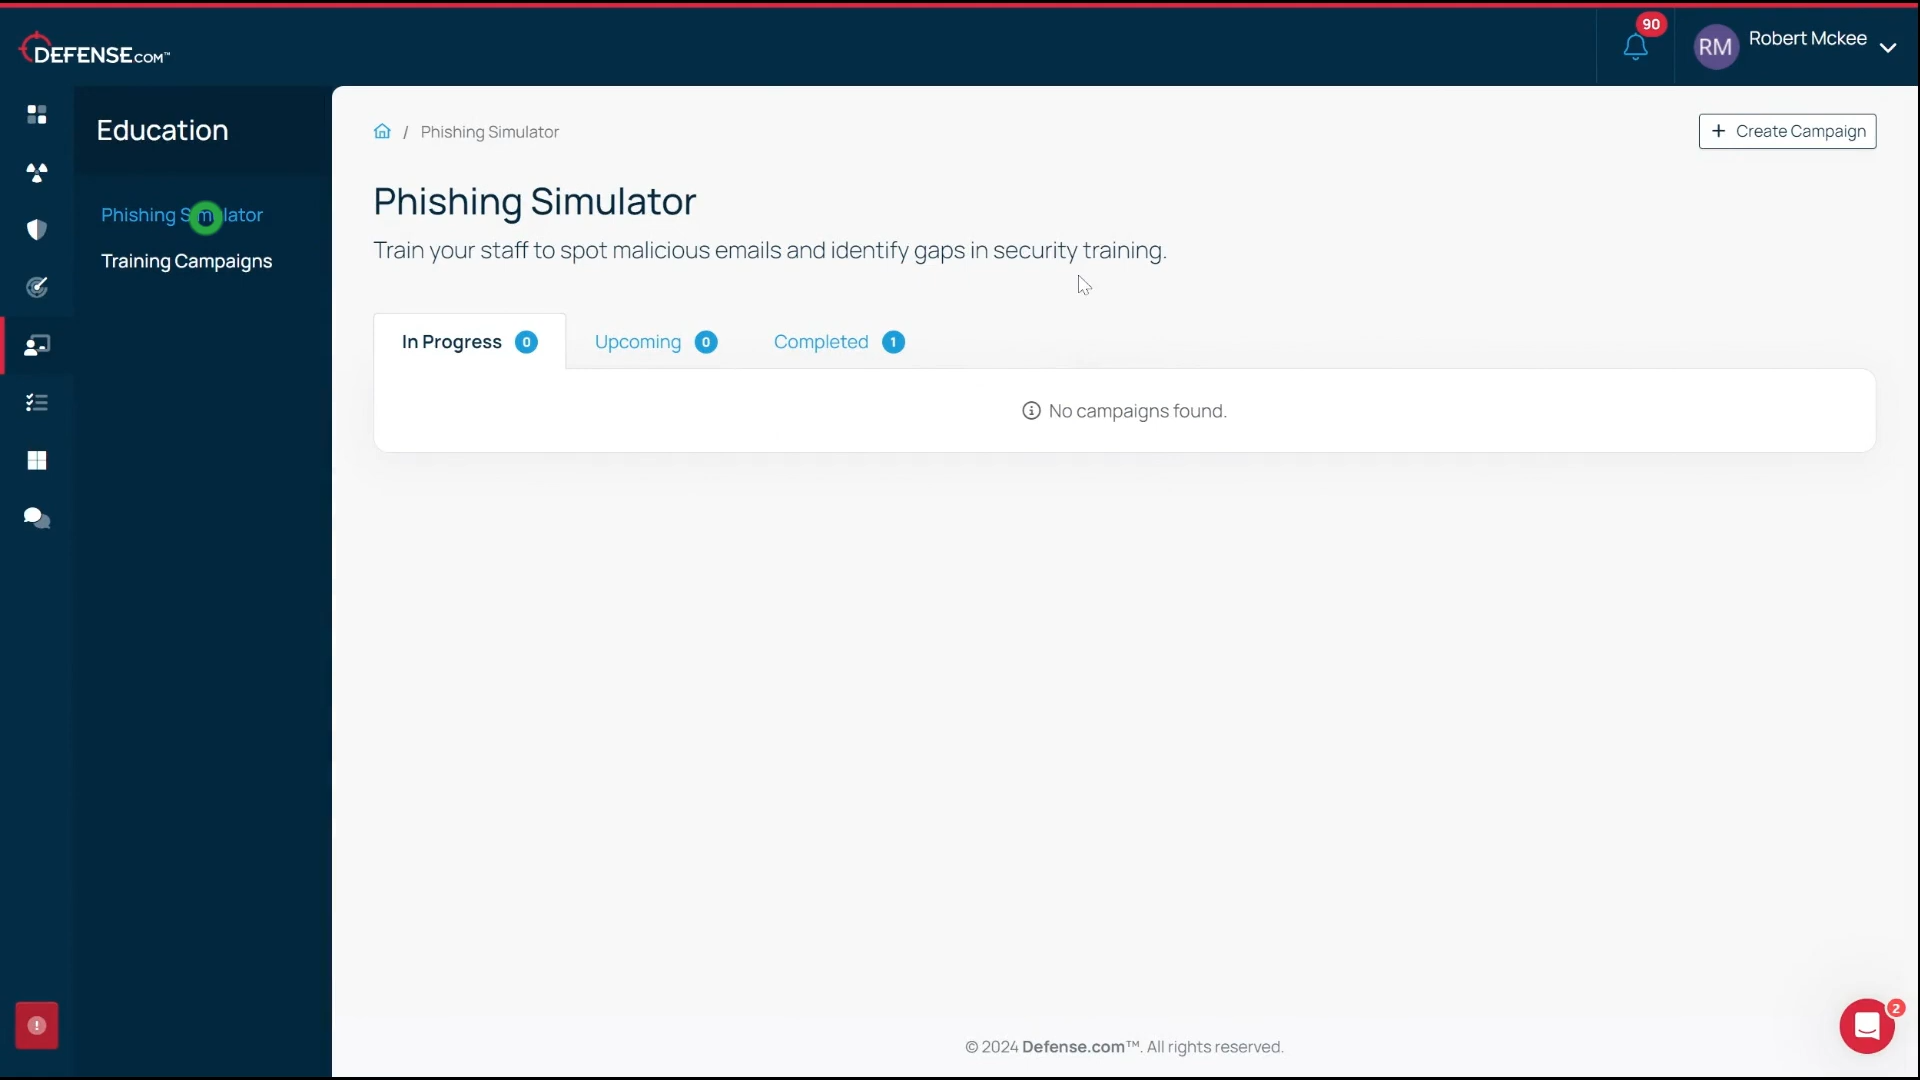 DEFENSE.COM™
90
RM
Robert Mckee
Education
Phishing Simulator
Training Campaigns
/ Phishing Simulator
+ Create Campaign
Phishing Simulator
Train your staff to spot malicious emails and identify gaps in security training.
In Progress 0
Upcoming 0
Completed 1
No campaigns found.
2
© 2024 Defense.com™. All rights reserved.